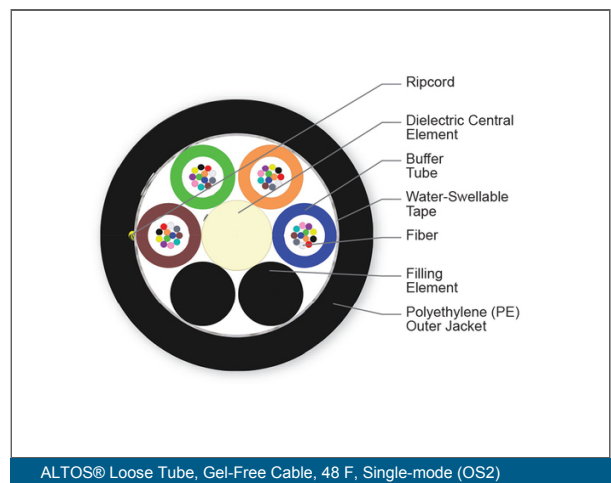 Ripcord
Dielectric Central
Element
Buffer
Tube
Water-Swellable
Tape
Fiber
Filling
Element
Polyethylene (PE)
Outer Jacket
ALTOS® Loose Tube, Gel-Free Cable, 48 F, Single-mode (OS2)